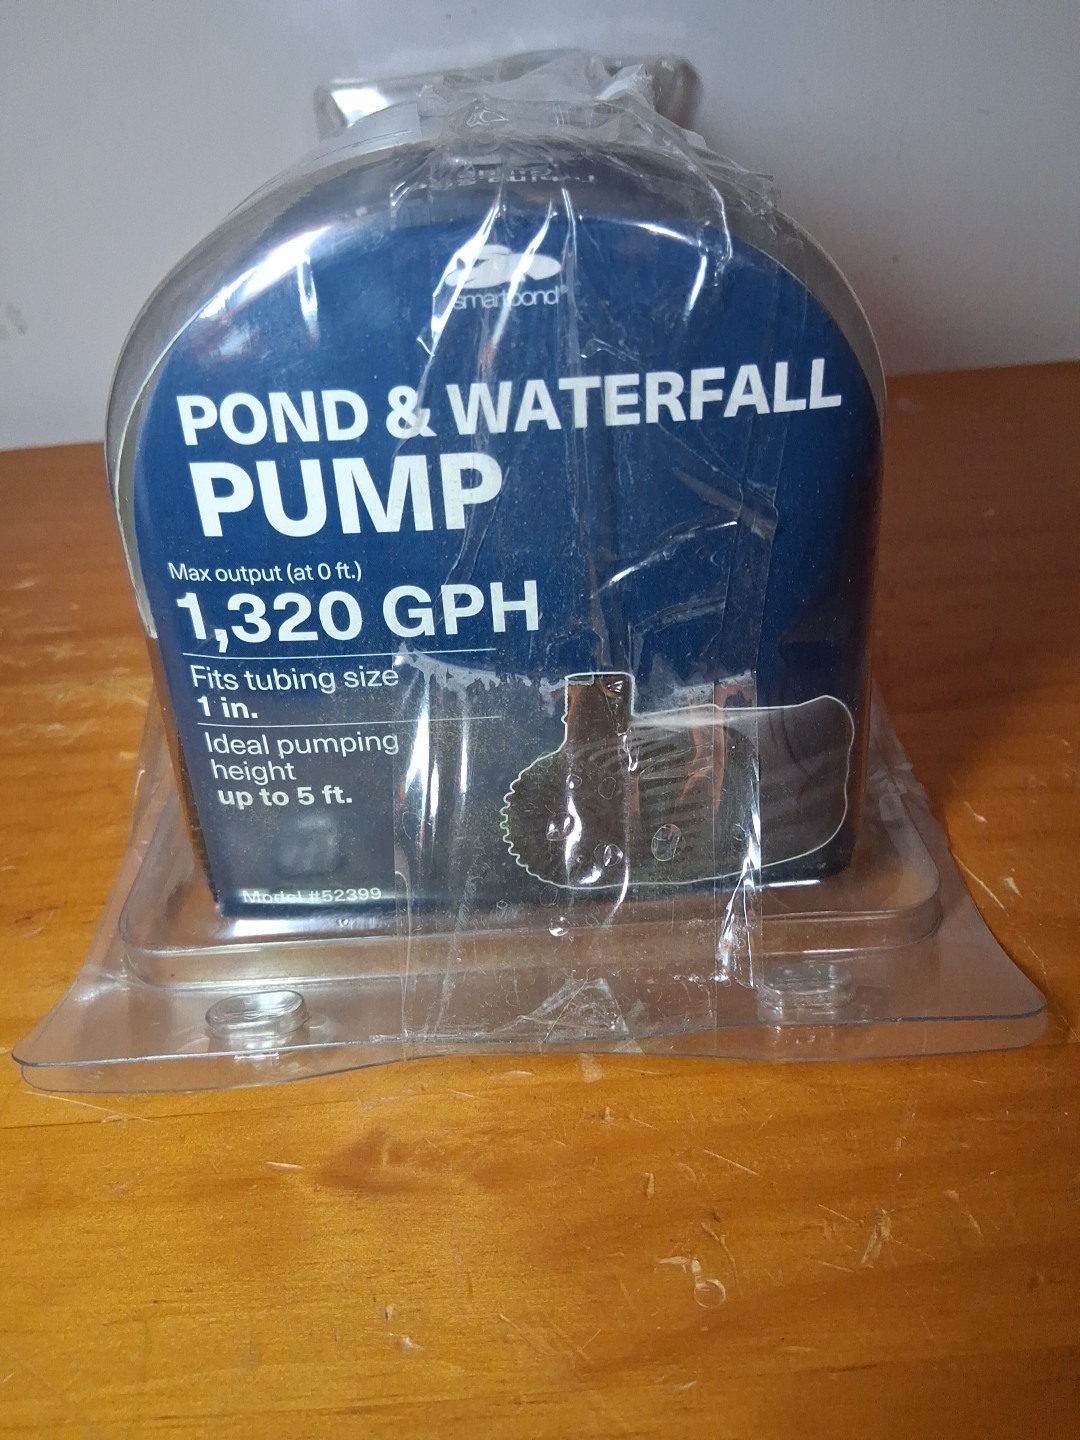 smartpond®
POND & WATERFALL
PUMP
Max output (at 0 ft.)
1,320 GPH
Fits tubing size
1 in.
Ideal pumping
height
up to 5 ft.
Model #52399